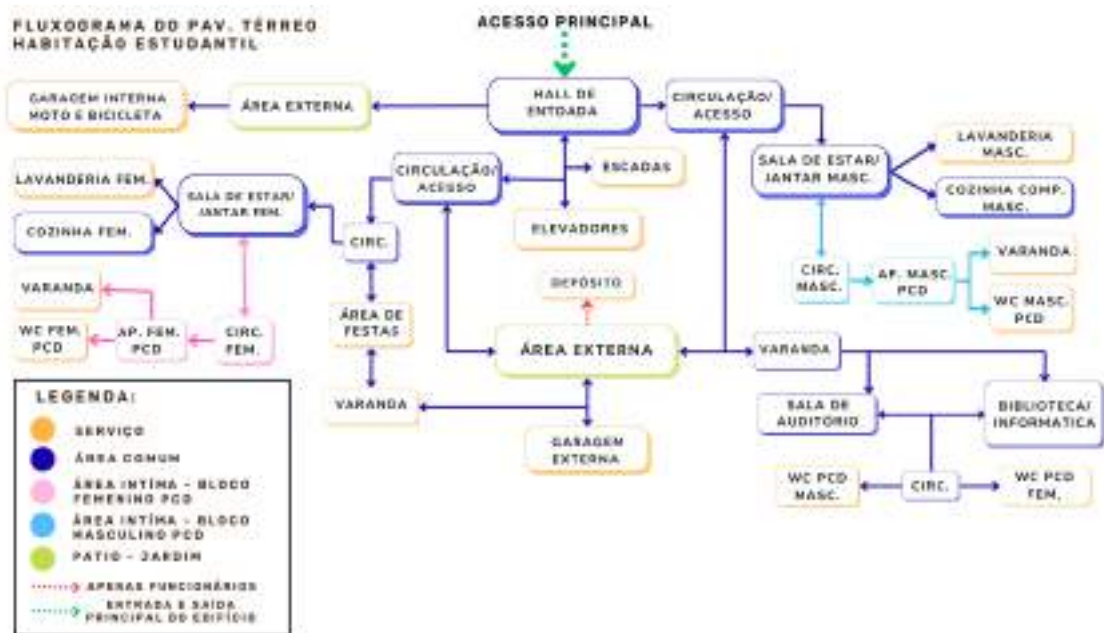 FLUXOGRAMA DO PAV. TÉRREO
HABITAÇÃO ESTUDANTIL
ACESSO PRINCIPAL
GARAGEM INTERNA
MOTO E BICICLETA
ÁREA EXTERNA
HALL DE
ENTOADA
CIRCULAÇÃO/
ACESSO
LAVANDERIA
MASC.
SALA DE ESTAR/
JANTAR MASC.
COZINHA COMP.
MASC.
LAVANDERIA FEM.
SALA DE ESTAR/
JANTAR FEM.
COZINHA FEM.
CIRCULAÇÃO/
ACESSO
ESCADAS
ELEVADORES
CIRC.
VARANDA
CIRC.
MASC.
AP. MASC.
PCD
WC MASC.
PCD
VARANDA
DEPÓSITO
ÁREA DE
FESTAS
WC FEM.
PCD
AP. FEM.
PCD
CIRC.
FEM.
ÁREA EXTERNA
VARANDA
VARANDA
SALA DE
AUDITÓRIO
BIBLIOTECA/
INFORMATICA
GARAGEM
EXTERNA
WC PCD
MASC.
CIRC.
WC PCD
FEM.
LEGENDA:
SERVIÇO
ÁREA COMUM
ÁREA INTÍMA - BLOCO
FEMENINO PCD
ÁREA INTÍMA - BLOCO
MASCULINO PCD
PATIO - JARDIM
APENAS FUNCIONÁRIOS
ENTRADA E SAÍDA
PRINCIPAL DO EDIFÍCIO